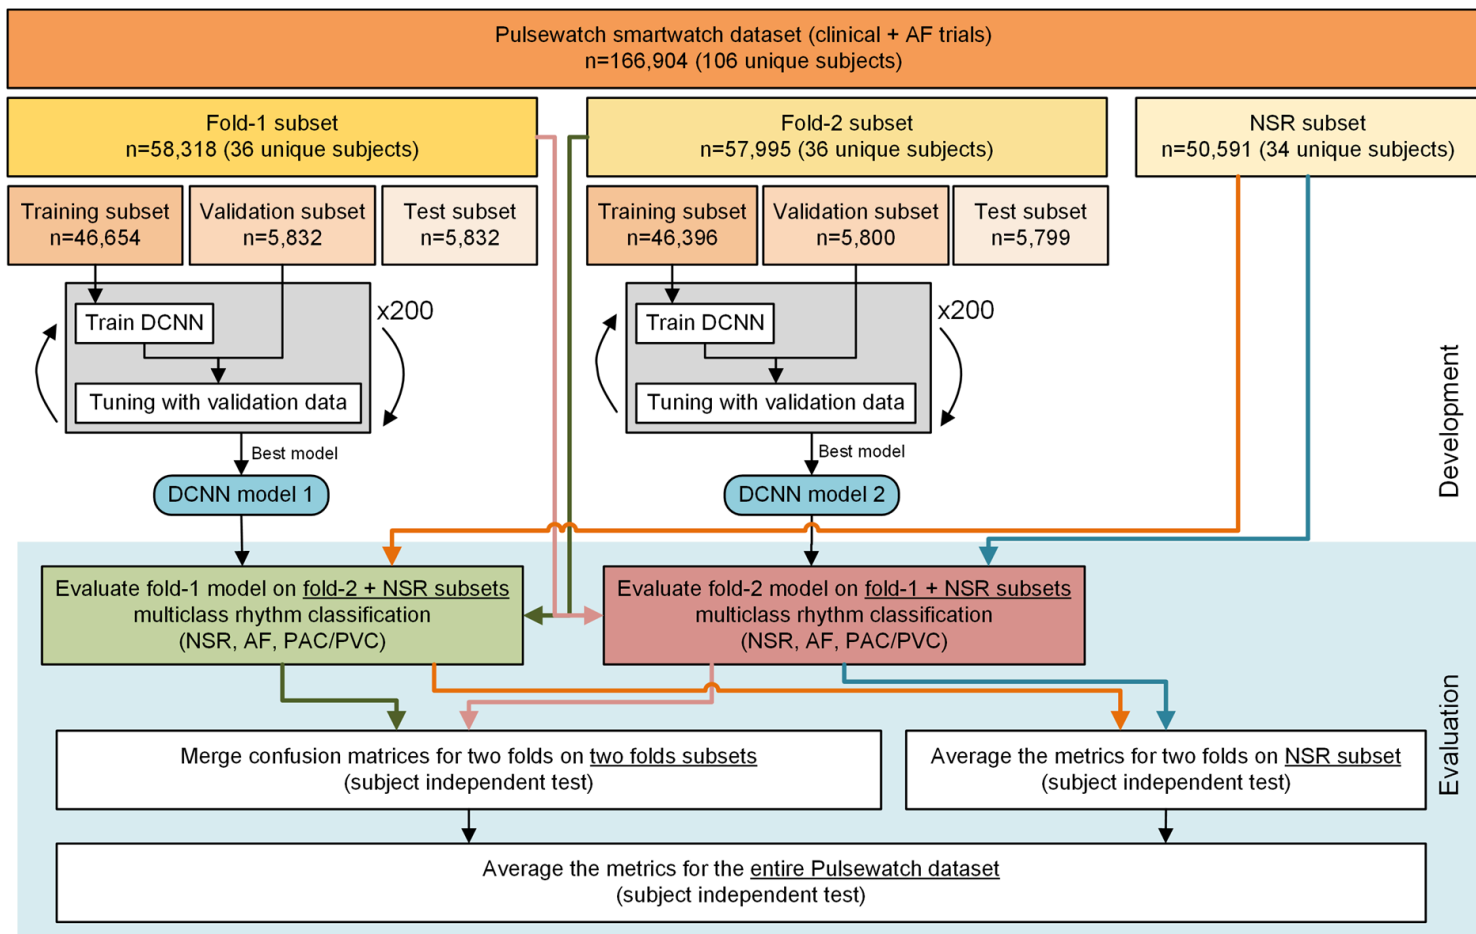 Pulsewatch smartwatch dataset (clinical + AF trials)
n=166,904 (106 unique subjects)
Fold-1 subset
n=58,318 (36 unique subjects)
Fold-2 subset
n=57,995 (36 unique subjects)
NSR subset
n=50,591 (34 unique subjects)
Training subset
n=46,654
Validation subset
n=5,832
Test subset
n=5,832
Training subset
n=46,396
Validation subset
n=5,800
Test subset
n=5,799
Train DCNN
x200
Tuning with validation data
Best model
DCNN model 1
Train DCNN
x200
Tuning with validation data
Best model
DCNN model 2
Development
Evaluate fold-1 model on fold-2 + NSR subsets
multiclass rhythm classification
(NSR, AF, PAC/PVC)
Evaluate fold-2 model on fold-1 + NSR subsets
multiclass rhythm classification
(NSR, AF, PAC/PVC)
Merge confusion matrices for two folds on two folds subsets
(subject independent test)
Average the metrics for two folds on NSR subset
(subject independent test)
Evaluation
Average the metrics for the entire Pulsewatch dataset
(subject independent test)